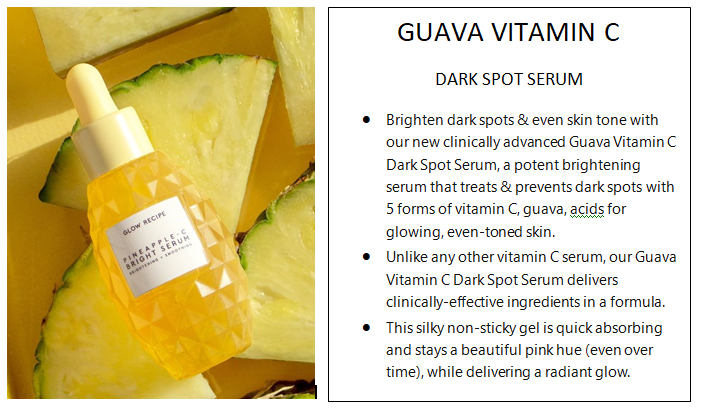 GLOW RECIPE
PINEAPPLE-C
BRIGHT SERUM
BRIGHTENING + SMOOTHING
GUAVA VITAMIN C
DARK SPOT SERUM
● Brighten dark spots & even skin tone with
our new clinically advanced Guava Vitamin C
Dark Spot Serum, a potent brightening
serum that treats & prevents dark spots with
5 forms of vitamin C, guava, acids for
glowing, even-toned skin.
● Unlike any other vitamin C serum, our Guava
Vitamin C Dark Spot Serum delivers
clinically-effective ingredients in a formula.
● This silky non-sticky gel is quick absorbing
and stays a beautiful pink hue (even over
time), while delivering a radiant glow.